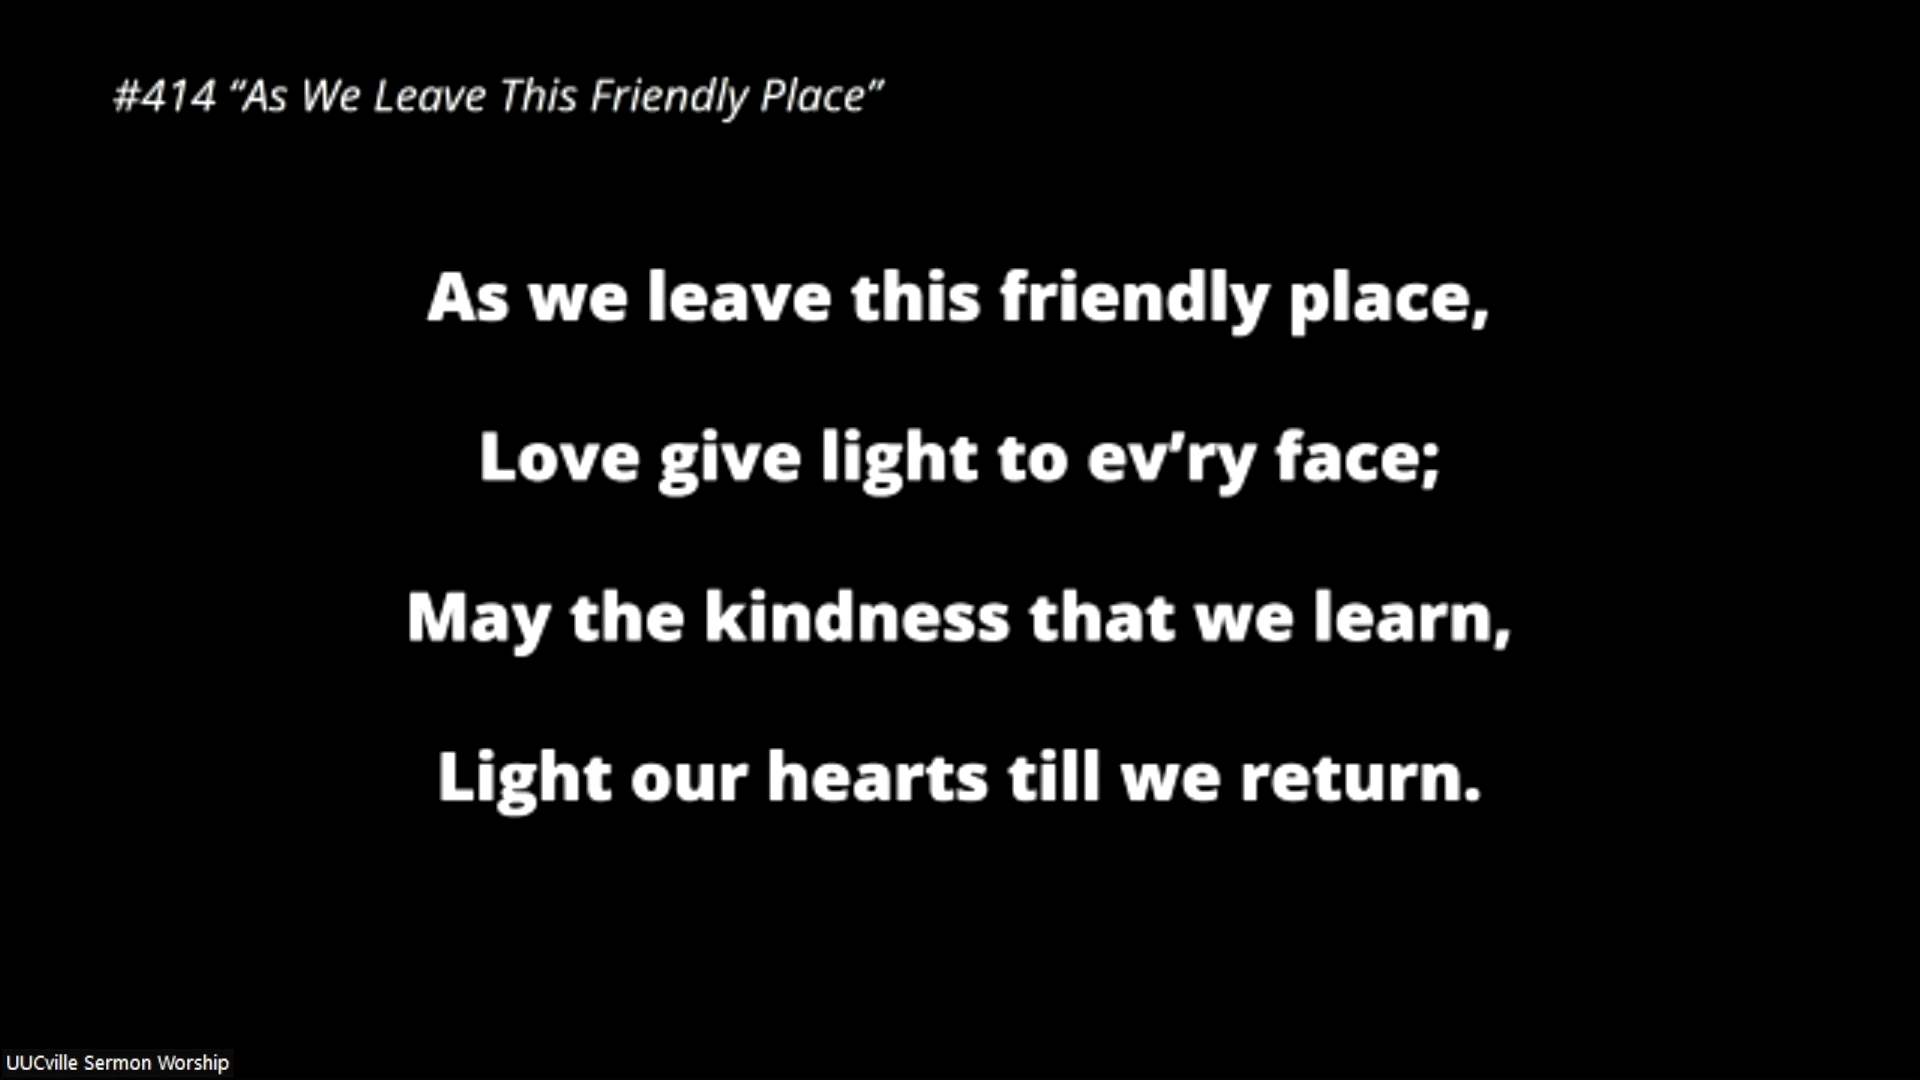 #414 “As We Leave This Friendly Place”
As we leave this friendly place,
Love give light to ev’ry face;
May the kindness that we learn,
Light our hearts till we return.
UUCville Sermon Worship